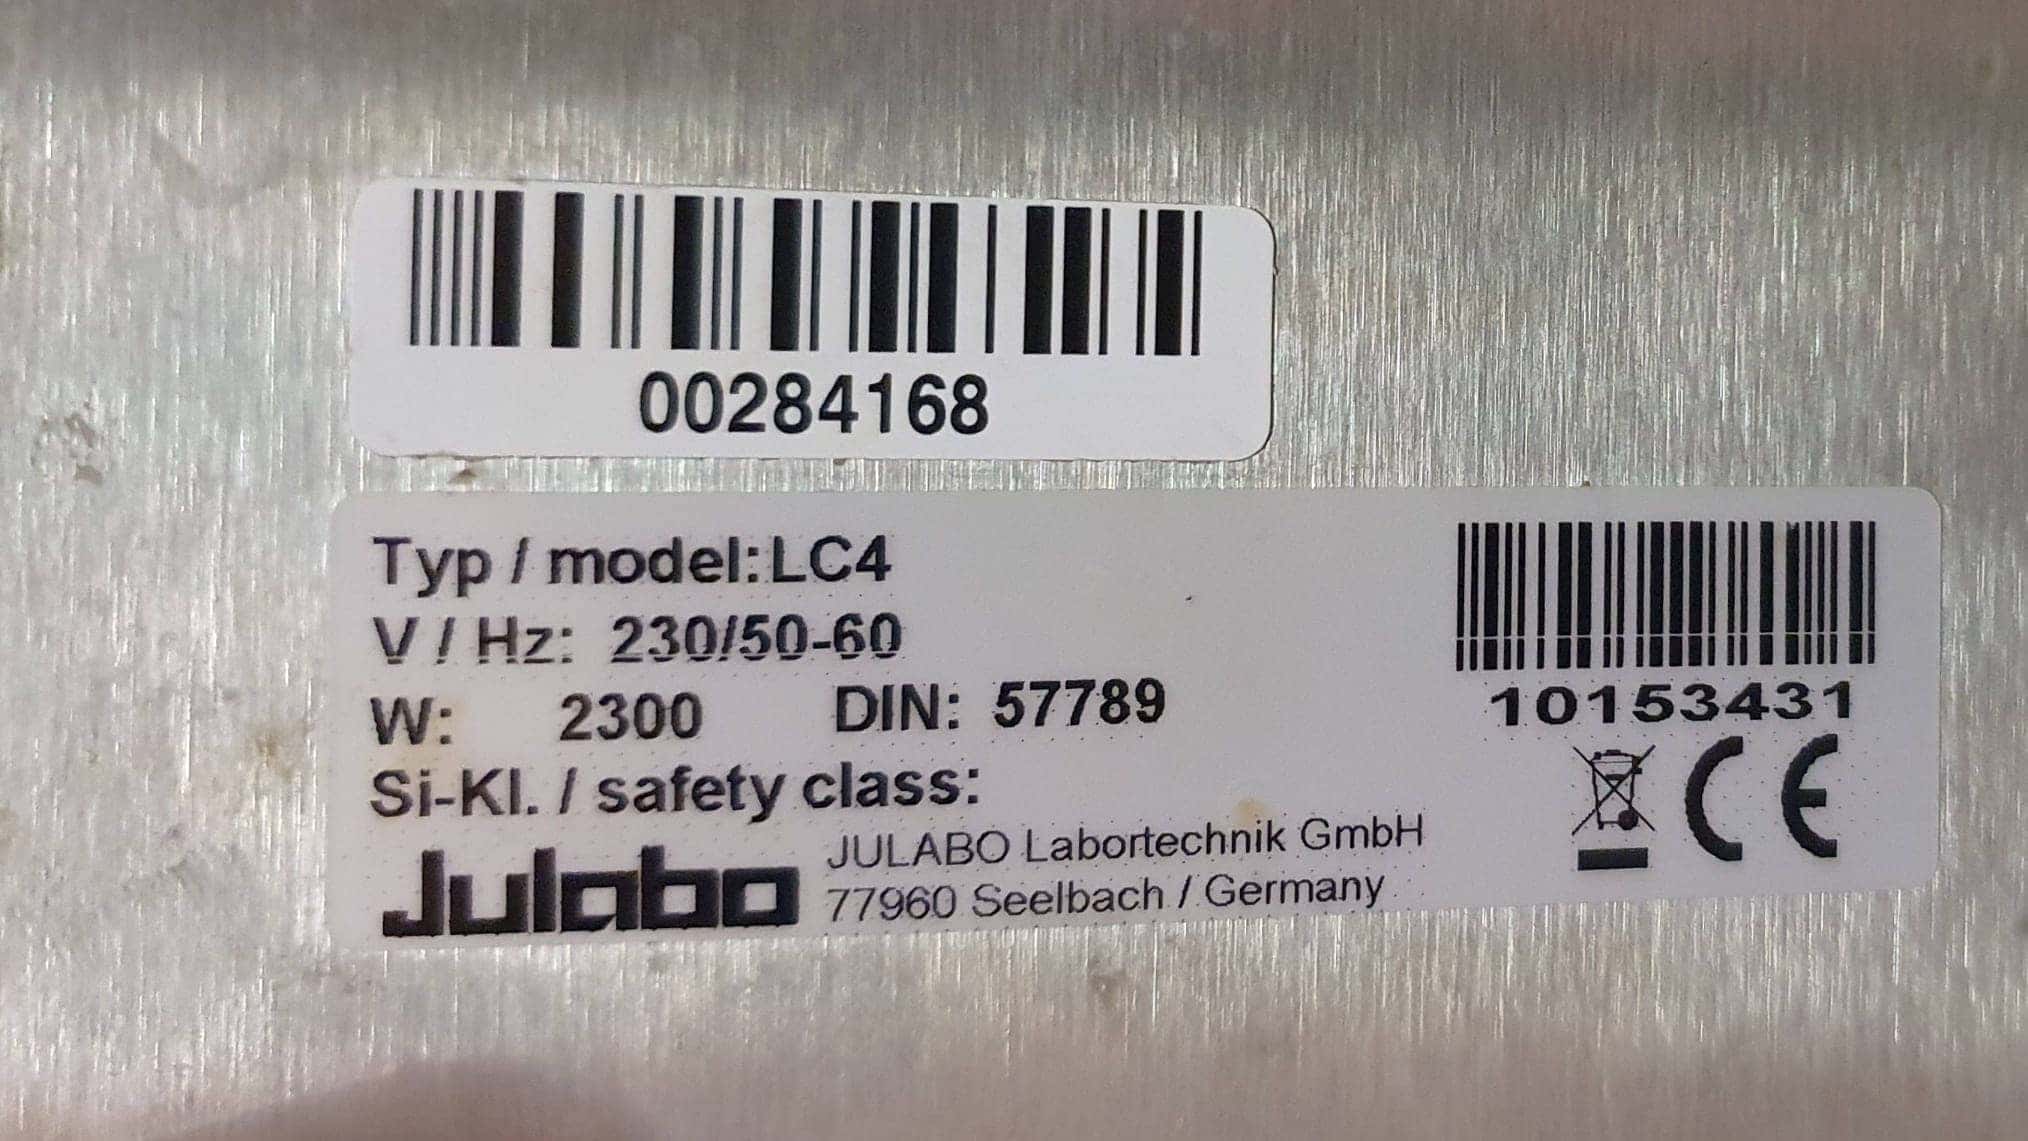 00284168
Typ / model: LC4
V / Hz: 230/50-60
W: 2300 DIN: 57789
Si-Kl. / safety class:
Julabo
JULABO Labortechnik GmbH
77960 Seelbach / Germany
10153431
CE